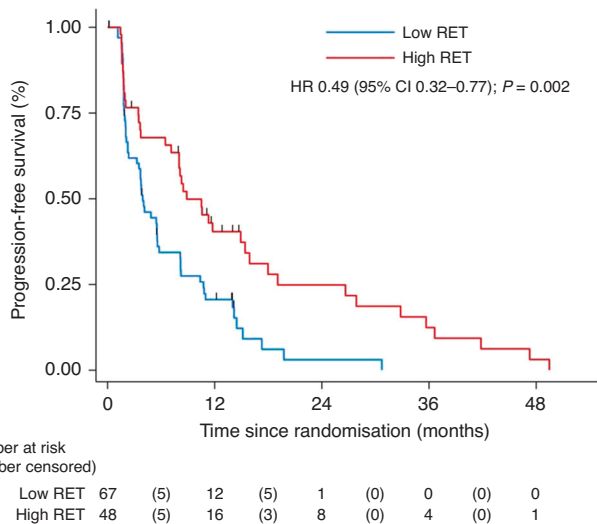 Low RET
High RET
HR 0.49 (95% CI 0.32–0.77); P = 0.002
Progression-free survival (%)
1.00
0.75
0.50
0.25
0.00
0 12 24 36 48
Time since randomisation (months)
at risk
censored)
Low RET 67 (5) 12 (5) 1 (0) 0 (0) 0
High RET 48 (5) 16 (3) 8 (0) 4 (0) 1